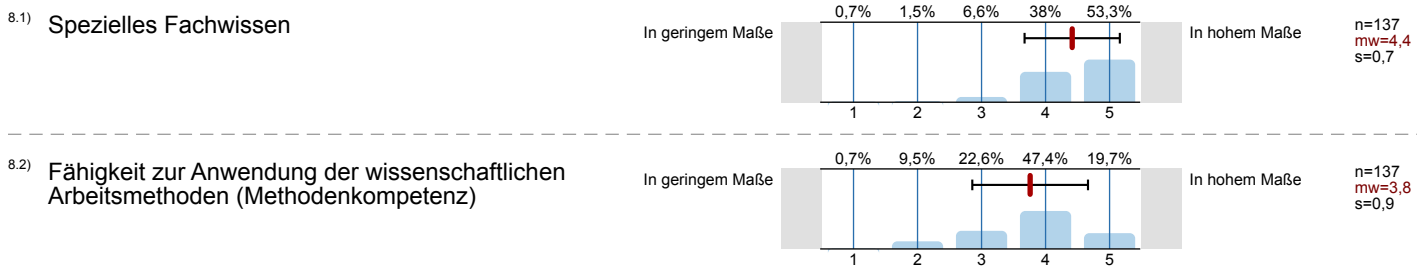 8.1) Spezielles Fachwissen
In geringem Maße
0,7% 1,5% 6,6% 38% 53,3%
1 2 3 4 5
In hohem Maße
n=137
mw=4,4
s=0,7
8.2) Fähigkeit zur Anwendung der wissenschaftlichen
Arbeitsmethoden (Methodenkompetenz)
In geringem Maße
0,7% 9,5% 22,6% 47,4% 19,7%
1 2 3 4 5
In hohem Maße
n=137
mw=3,8
s=0,9